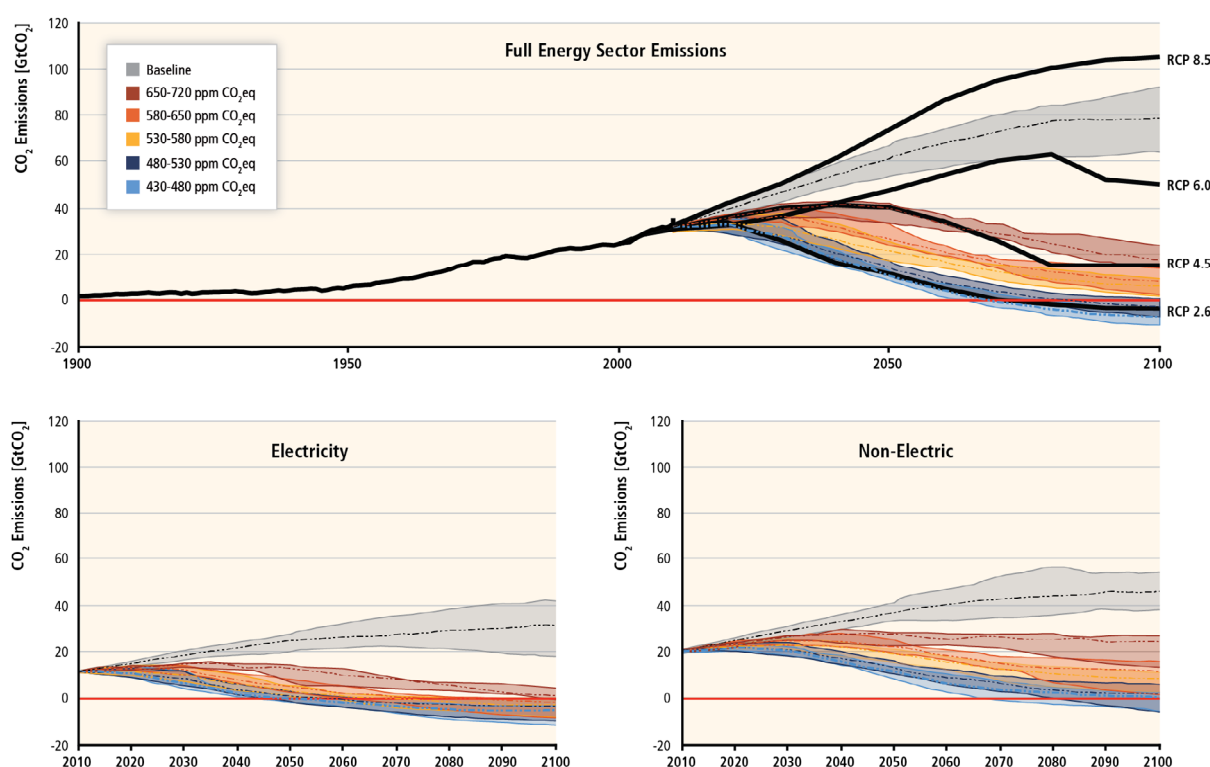 Full Energy Sector Emissions
CO₂ Emissions [GtCO₂]
120
100
80
60
40
20
0
-20
Baseline
650-720 ppm CO₂eq
580-650 ppm CO₂eq
530-580 ppm CO₂eq
480-530 ppm CO₂eq
430-480 ppm CO₂eq
RCP 8.5
RCP 6.0
RCP 4.5
RCP 2.6
1900 1950 2000 2050 2100
Electricity
CO₂ Emissions [GtCO₂]
120
100
80
60
40
20
0
-20
2010 2020 2030 2040 2050 2060 2070 2080 2090 2100
Non-Electric
CO₂ Emissions [GtCO₂]
120
100
80
60
40
20
0
-20
2010 2020 2030 2040 2050 2060 2070 2080 2090 2100